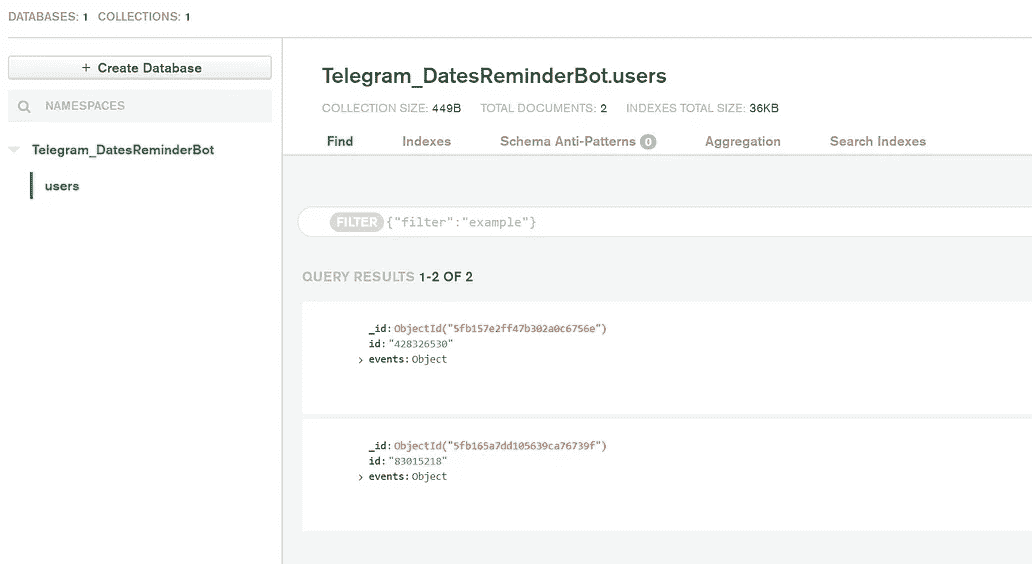 DATABASES: 1 COLLECTIONS: 1
+ Create Database
NAMESPACES
Telegram_DatesReminderBot
users
Telegram_DatesReminderBot.users
COLLECTION SIZE: 449B TOTAL DOCUMENTS: 2 INDEXES TOTAL SIZE: 36KB
Find Indexes Schema Anti-Patterns 0 Aggregation Search Indexes
FILTER {"filter":"example"}
QUERY RESULTS 1-2 OF 2
_id: ObjectId("5fb157e2ff47b302a0c6756e")
id: "428326530"
> events: Object
_id: ObjectId("5fb165a7dd105639ca76739f")
id: "83015218"
> events: Object